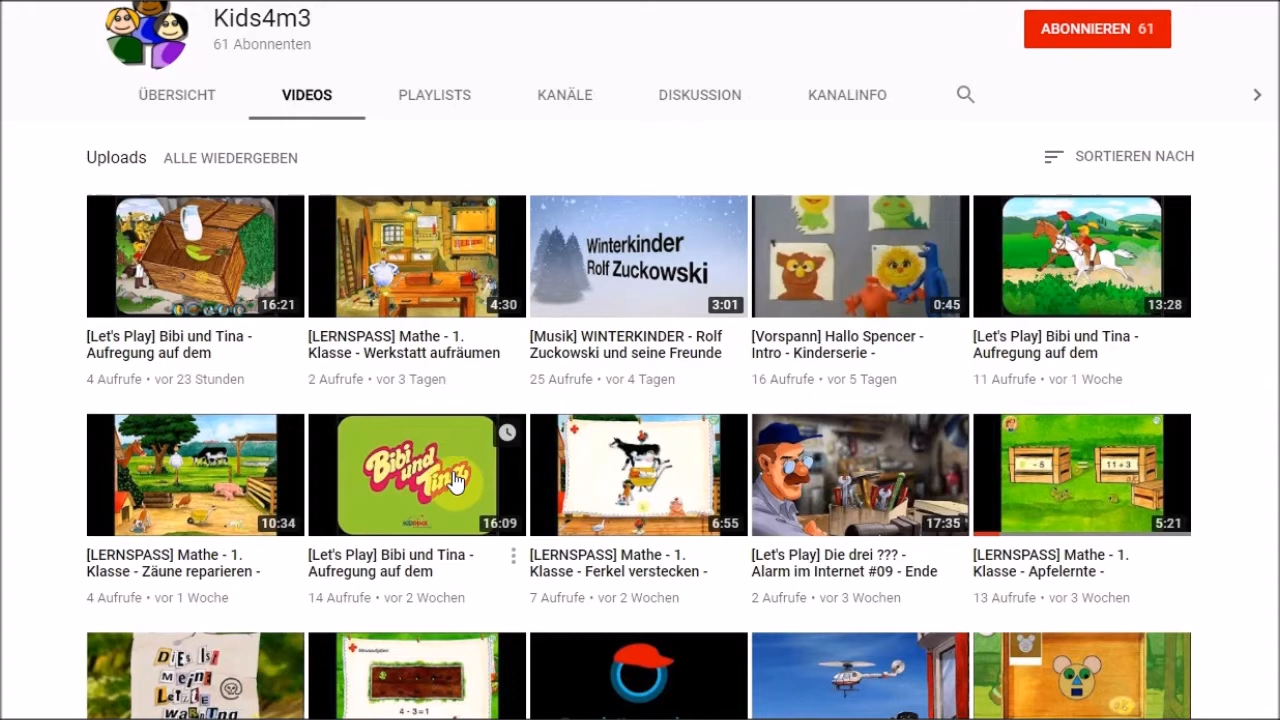 Kids4m3
61 Abonnenten
ABONNIEREN 61
ÜBERSICHT
VIDEOS
PLAYLISTS
KANÄLE
DISKUSSION
KANALINFO
Uploads ALLE WIEDERGEBEN
SORTIEREN NACH
16:21
4:30
Winterkinder
Rolf Zuckowski
3:01
0:45
13:28
[Let's Play] Bibi und Tina -
Aufregung auf dem
4 Aufrufe • vor 23 Stunden
[LERNSPASS] Mathe - 1.
Klasse - Werkstatt aufräumen
2 Aufrufe • vor 3 Tagen
[Musik] WINTERKINDER - Rolf
Zuckowski und seine Freunde
25 Aufrufe • vor 4 Tagen
[Vorspann] Hallo Spencer -
Intro - Kinderserie -
16 Aufrufe • vor 5 Tagen
[Let's Play] Bibi und Tina -
Aufregung auf dem
11 Aufrufe • vor 1 Woche
10:34
Bibi
und
Tina
16:09
6:55
17:35
- 5
11 + 3
5:21
[LERNSPASS] Mathe - 1.
Klasse - Zäune reparieren -
4 Aufrufe • vor 1 Woche
[Let's Play] Bibi und Tina -
Aufregung auf dem
14 Aufrufe • vor 2 Wochen
[LERNSPASS] Mathe - 1.
Klasse - Ferkel verstecken -
7 Aufrufe • vor 2 Wochen
[Let's Play] Die drei ??? -
Alarm im Internet #09 - Ende
2 Aufrufe • vor 3 Wochen
[LERNSPASS] Mathe - 1.
Klasse - Apfelernte -
13 Aufrufe • vor 3 Wochen
Dies ist
meine
Letzte
warnung
4 - 3 = 1